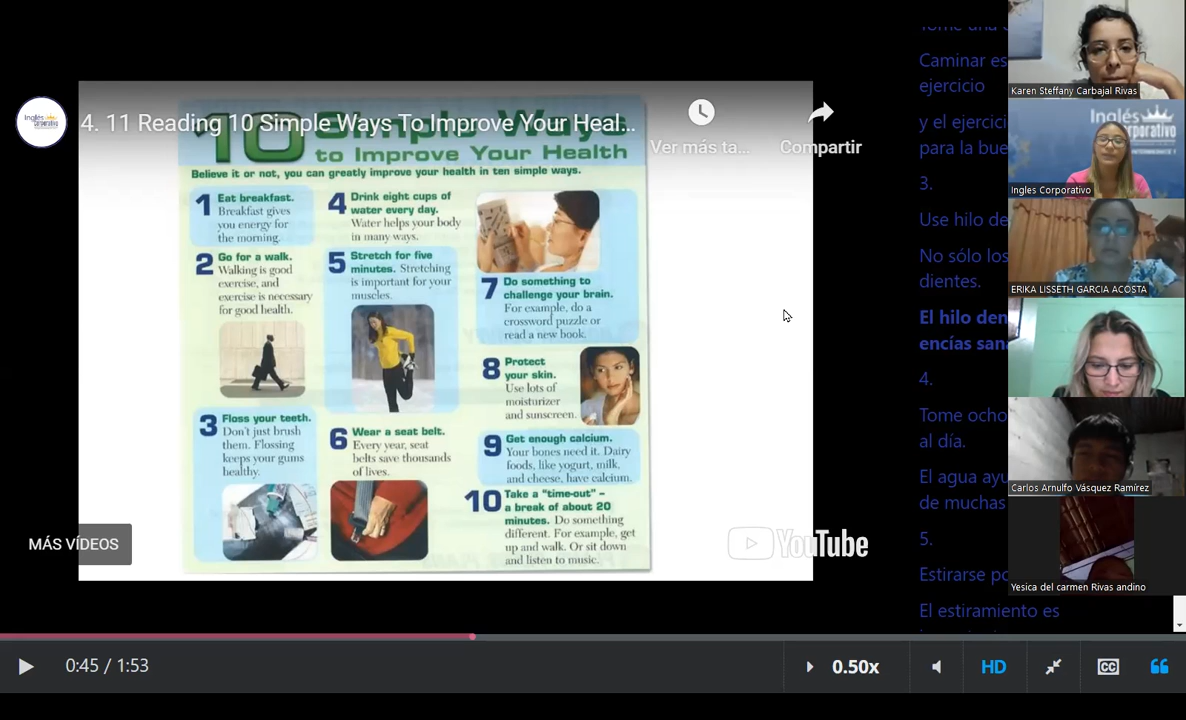 4. 11 Reading 10 Simple Ways To Improve Your Heal...
Ver más ta...
Compartir
10 Simple Ways
to Improve Your Health
Believe it or not, you can greatly improve your health in ten simple ways.
1 Eat breakfast.
Breakfast gives
you energy for
the morning.
2 Go for a walk.
Walking is good
exercise, and
exercise is necessary
for good health.
3 Floss your teeth.
Don't just brush
them. Flossing
keeps your gums
healthy.
4 Drink eight cups of
water every day.
Water helps your body
in many ways.
5 Stretch for five
minutes. Stretching
is important for your
muscles.
6 Wear a seat belt.
Every year, seat
belts save thousands
of lives.
7 Do something to
challenge your brain.
For example, do a
crossword puzzle or
read a new book.
8 Protect
your skin.
Use lots of
moisturizer
and sunscreen.
9 Get enough calcium.
Your bones need it. Dairy
foods, like yogurt, milk,
and cheese, have calcium.
10 Take a "time-out" –
a break of about 20
minutes. Do something
different. For example, get
up and walk. Or sit down
and listen to music.
MÁS VÍDEOS
YouTube
Caminar es
ejercicio
y el ejercici
para la bue
3.
Use hilo de
No sólo los
dientes.
El hilo den
encías sana
4.
Tome ocho
al día.
El agua ayu
de muchas
5.
Estirarse po
El estiramiento es
Karen Steffany Carbajal Rivas
Inglés
Corporativo
Ingles Corporativo
ERIKA LISSETH GARCIA ACOSTA
Carlos Arnulfo Vásquez Ramírez
Yesica del carmen Rivas andino
0:45 / 1:53
0.50x
HD
CC